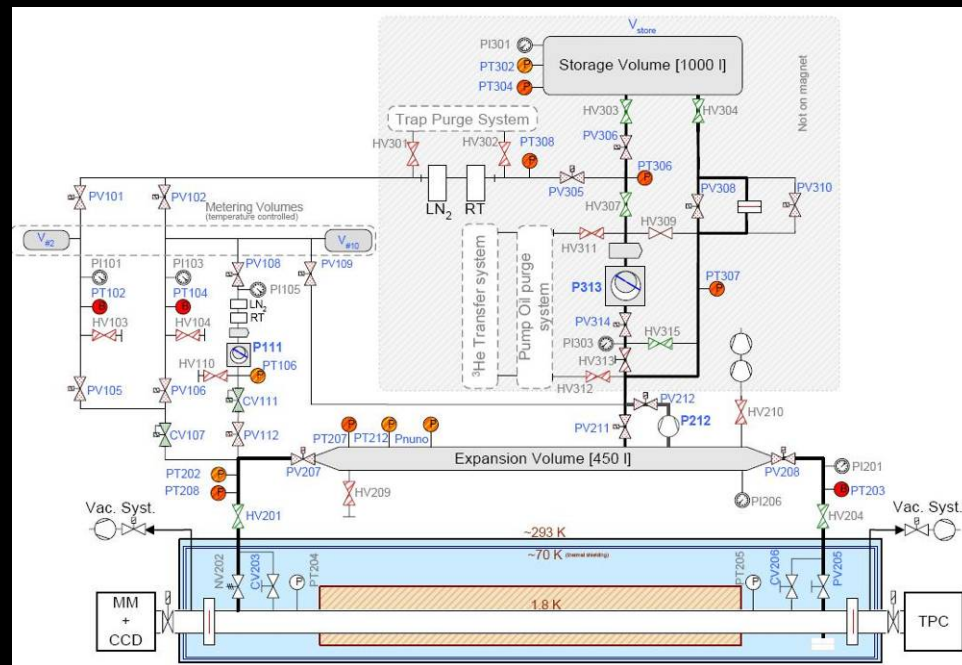 V_store
PI301
PT302
PT304
Storage Volume [1000 l]
Not on magnet
HV303
HV304
Trap Purge System
HV301
HV302
PT308
PV306
PT306
PV305
PV308
PV310
PV101
PV102
LN2
RT
HV307
HV309
HV311
Metering Volumes
(temperature controlled)
V#2
V#10
PV108
PV109
PI101
PI103
PI105
PT102
PT104
LN2
RT
HV103
HV104
P111
HV110
PT106
3He Transfer system
Pump Oil purge
system
P313
PT307
PV314
PI303
HV315
HV313
HV312
PV105
PV106
CV111
CV107
PV112
PV212
P212
PV211
HV210
PT207
PT212
Pnuno
PV207
Expansion Volume [450 l]
PV208
PT202
PT208
HV209
PI206
PI201
PT203
HV201
HV204
Vac. Syst.
Vac. Syst.
~293 K
~70 K (thermal shielding)
NV202
CV203
PT204
PT205
CV206
PV205
1.8 K
MM
+
CCD
TPC